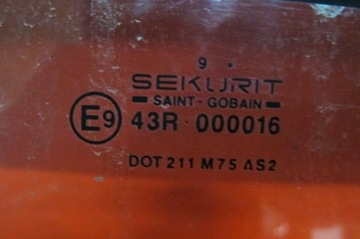 9 .
SEKURIT
SAINT-GOBAIN
E9 43R-000016
DOT 211 M75 AS2